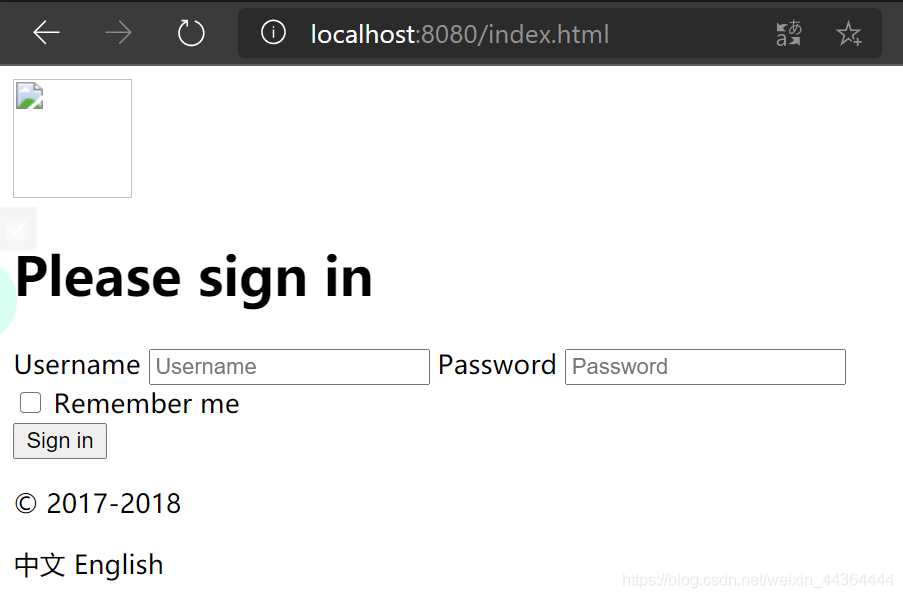 localhost:8080/index.html
Please sign in
Username Username Password Password
Remember me
Sign in
© 2017-2018
中文 English
https://blog.csdn.net/weixin_44364444